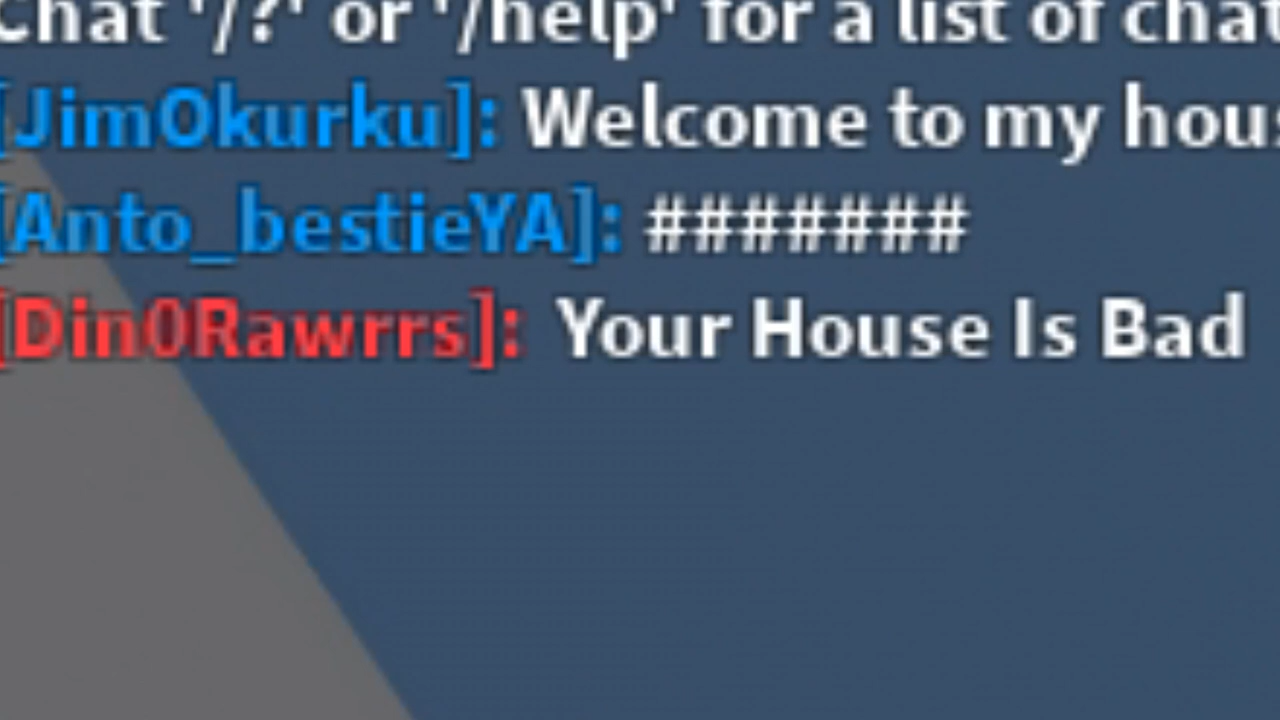 Chat '/?' or '/help' for a list of chat
[JimOkurku]: Welcome to my hous
[Anto_bestieYA]: #######
[Din0Rawrrs]: Your House Is Bad